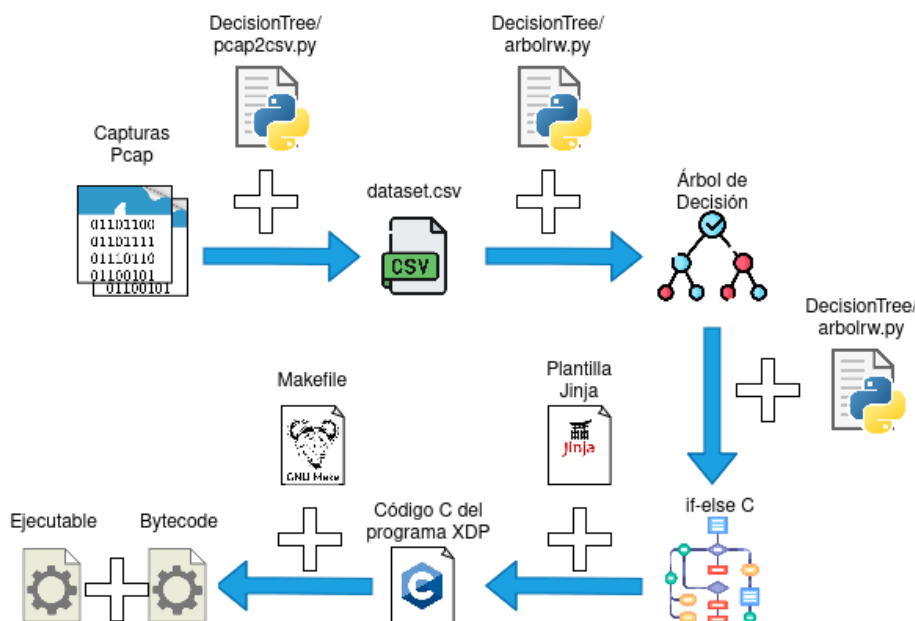 DecisionTree/
pcap2csv.py
DecisionTree/
arbolrw.py
Capturas
Pcap
01101100
01101111
01110110
01100101
01100101
dataset.csv
CSV
Árbol de
Decisión
DecisionTree/
arbolrw.py
Makefile
GNU Make
Plantilla
Jinja
Jinja
if-else C
Código C del
programa XDP
C
Bytecode
Ejecutable